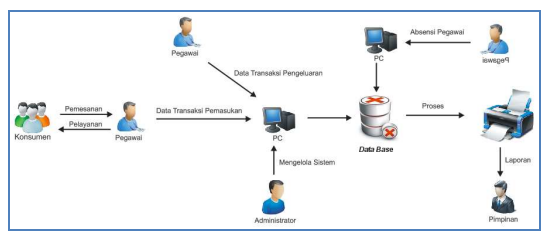 Absensi Pegawai
Pegawai
PC
Pegawai
Data Transaksi Pengeluaran
Pemesanan
Data Transaksi Pemasukan
Proses
Pelayanan
Konsumen
Pegawai
PC
Data Base
Mengelola Sistem
Laporan
Administrator
Pimpinan